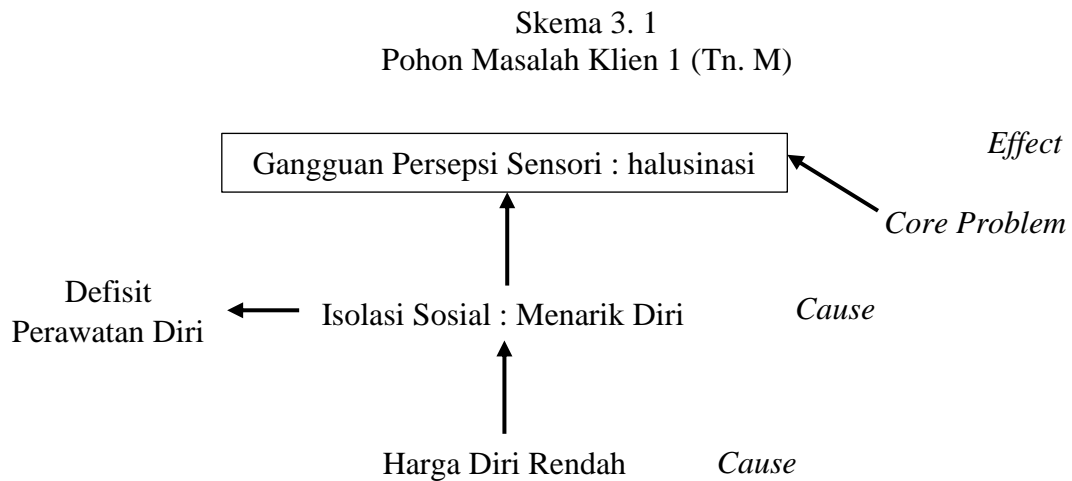 Skema 3. 1
Pohon Masalah Klien 1 (Tn. M)
Effect
Gangguan Persepsi Sensori : halusinasi
Core Problem
Defisit
Perawatan Diri
Isolasi Sosial : Menarik Diri
Cause
Harga Diri Rendah
Cause